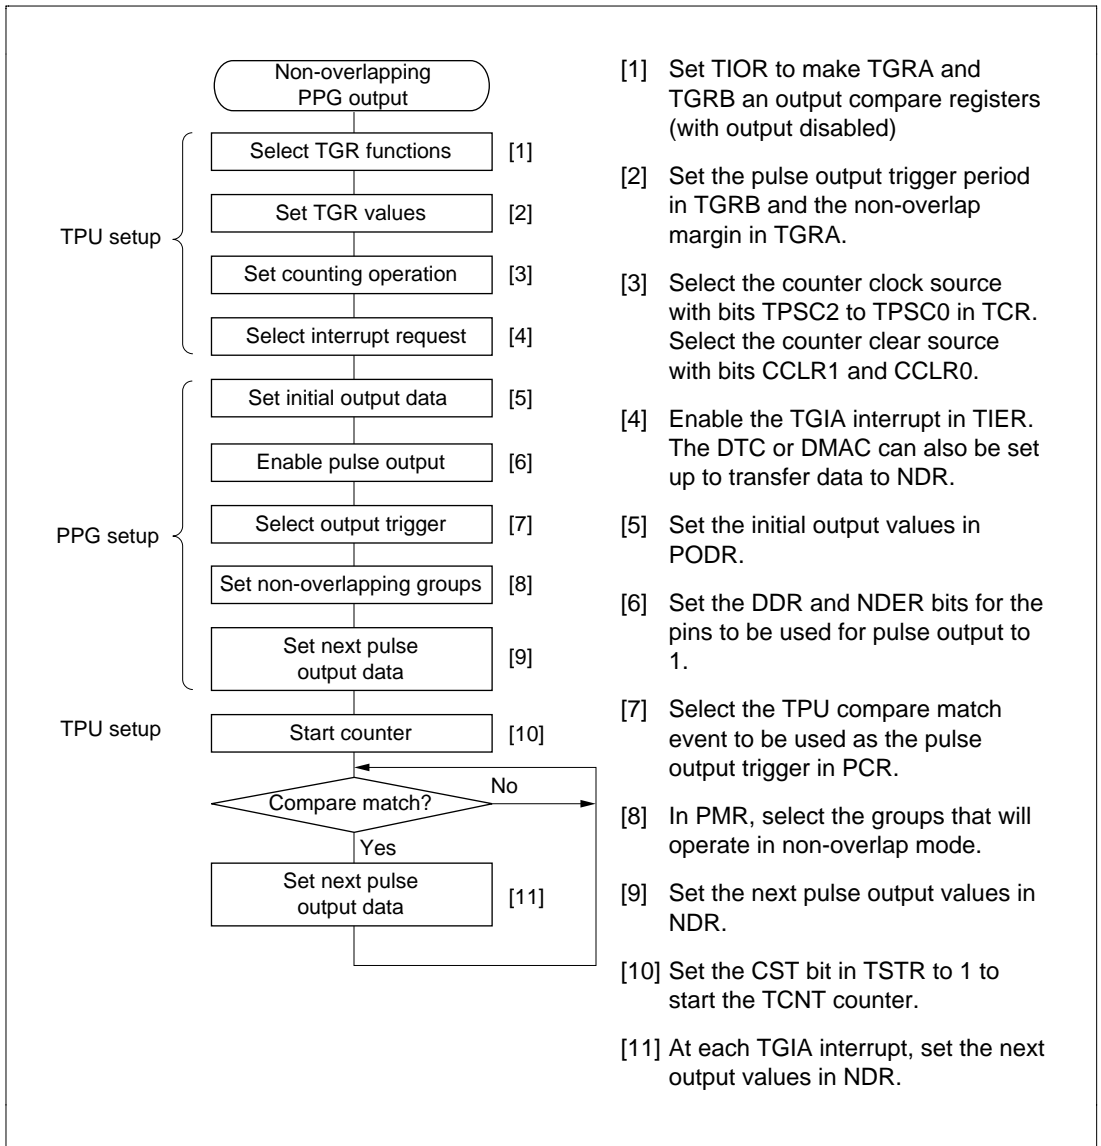 Non-overlapping
PPG output
TPU setup
Select TGR functions [1]
Set TGR values [2]
Set counting operation [3]
Select interrupt request [4]
PPG setup
Set initial output data [5]
Enable pulse output [6]
Select output trigger [7]
Set non-overlapping groups [8]
Set next pulse
output data [9]
TPU setup
Start counter [10]
Compare match?
No
Yes
Set next pulse
output data [11]
[1] Set TIOR to make TGRA and
TGRB an output compare registers
(with output disabled)
[2] Set the pulse output trigger period
in TGRB and the non-overlap
margin in TGRA.
[3] Select the counter clock source
with bits TPSC2 to TPSC0 in TCR.
Select the counter clear source
with bits CCLR1 and CCLR0.
[4] Enable the TGIA interrupt in TIER.
The DTC or DMAC can also be set
up to transfer data to NDR.
[5] Set the initial output values in
PODR.
[6] Set the DDR and NDER bits for the
pins to be used for pulse output to
1.
[7] Select the TPU compare match
event to be used as the pulse
output trigger in PCR.
[8] In PMR, select the groups that will
operate in non-overlap mode.
[9] Set the next pulse output values in
NDR.
[10] Set the CST bit in TSTR to 1 to
start the TCNT counter.
[11] At each TGIA interrupt, set the next
output values in NDR.